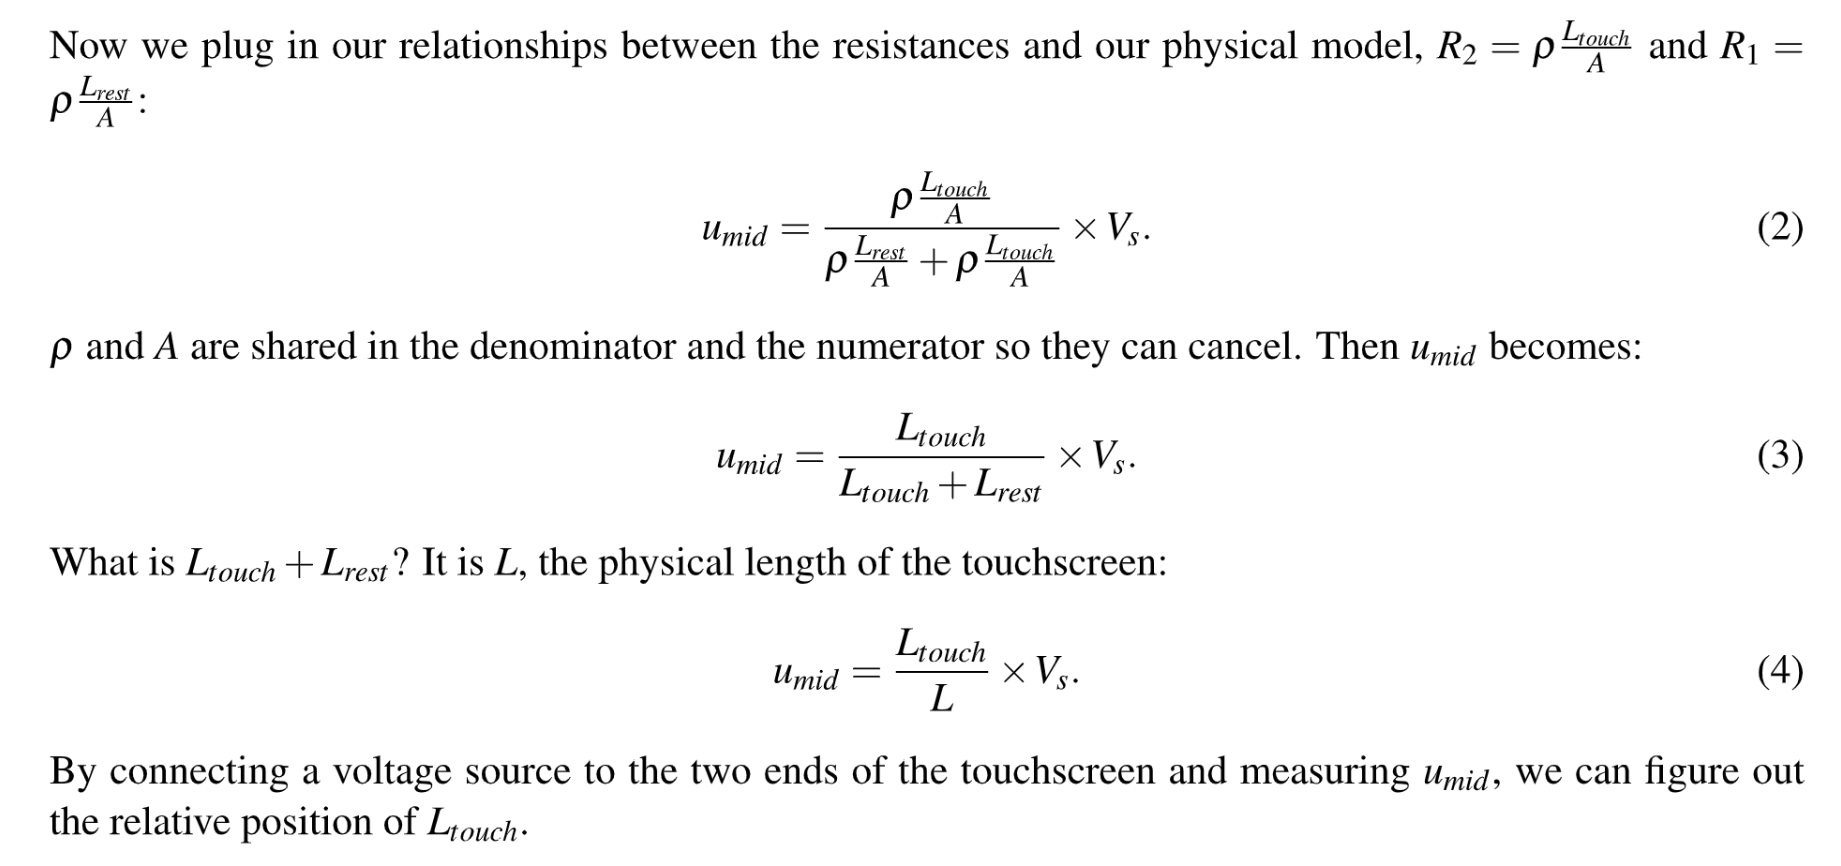 Now we plug in our relationships between the resistances and our physical model, $R_2 = \rho \frac{L_{touch}}{A}$ and $R_1 =$
$\rho \frac{L_{rest}}{A}$:
$u_{mid} = \frac{\rho \frac{L_{touch}}{A}}{\rho \frac{L_{rest}}{A} + \rho \frac{L_{touch}}{A}} \times V_s.$ (2)
$\rho$ and $A$ are shared in the denominator and the numerator so they can cancel. Then $u_{mid}$ becomes:
$u_{mid} = \frac{L_{touch}}{L_{touch} + L_{rest}} \times V_s.$ (3)
What is $L_{touch} + L_{rest}$? It is $L$, the physical length of the touchscreen:
$u_{mid} = \frac{L_{touch}}{L} \times V_s.$ (4)
By connecting a voltage source to the two ends of the touchscreen and measuring $u_{mid}$, we can figure out
the relative position of $L_{touch}$.